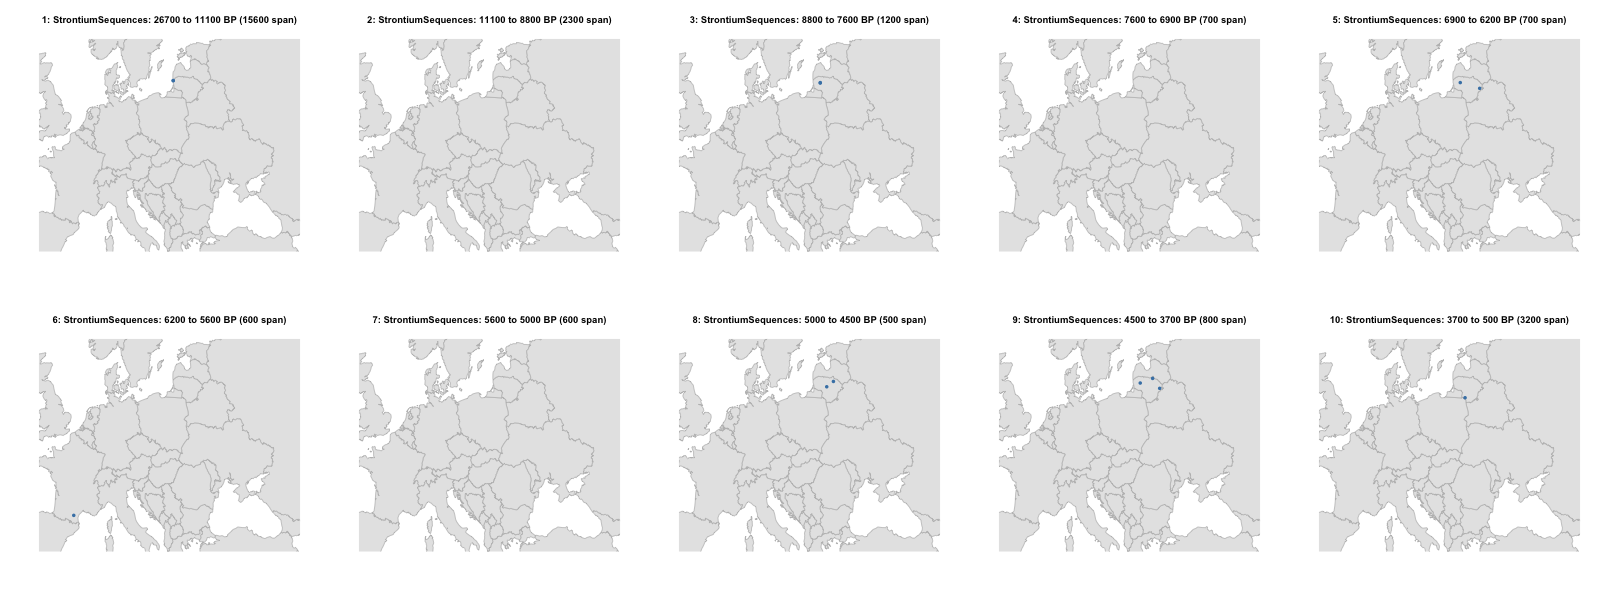 1: StrontiumSequences: 26700 to 11100 BP (15600 span)
2: StrontiumSequences: 11100 to 8800 BP (2300 span)
3: StrontiumSequences: 8800 to 7600 BP (1200 span)
4: StrontiumSequences: 7600 to 6900 BP (700 span)
5: StrontiumSequences: 6900 to 6200 BP (700 span)
6: StrontiumSequences: 6200 to 5600 BP (600 span)
7: StrontiumSequences: 5600 to 5000 BP (600 span)
8: StrontiumSequences: 5000 to 4500 BP (500 span)
9: StrontiumSequences: 4500 to 3700 BP (800 span)
10: StrontiumSequences: 3700 to 500 BP (3200 span)